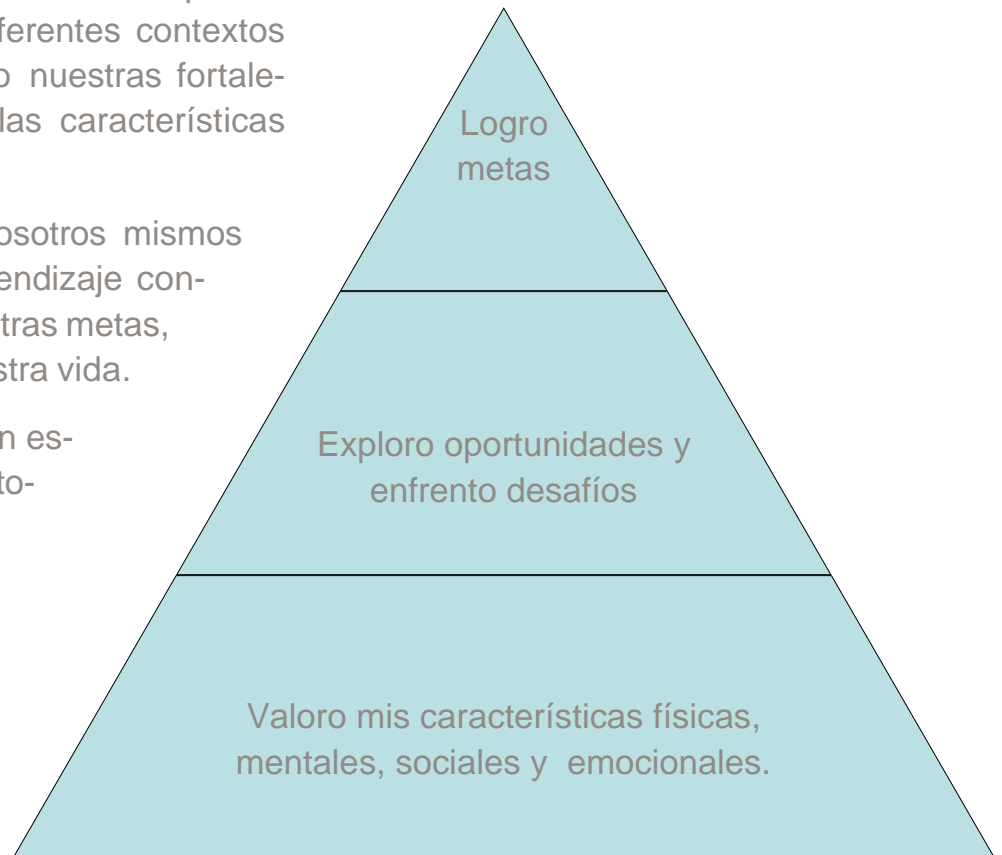 ferentes contextos
o nuestras fortale-
las características
osotros mismos
endizaje con-
tras metas,
stra vida.
n es-
to-
Logro
metas
Exploro oportunidades y
enfrento desafíos
Valoro mis características físicas,
mentales, sociales y emocionales.